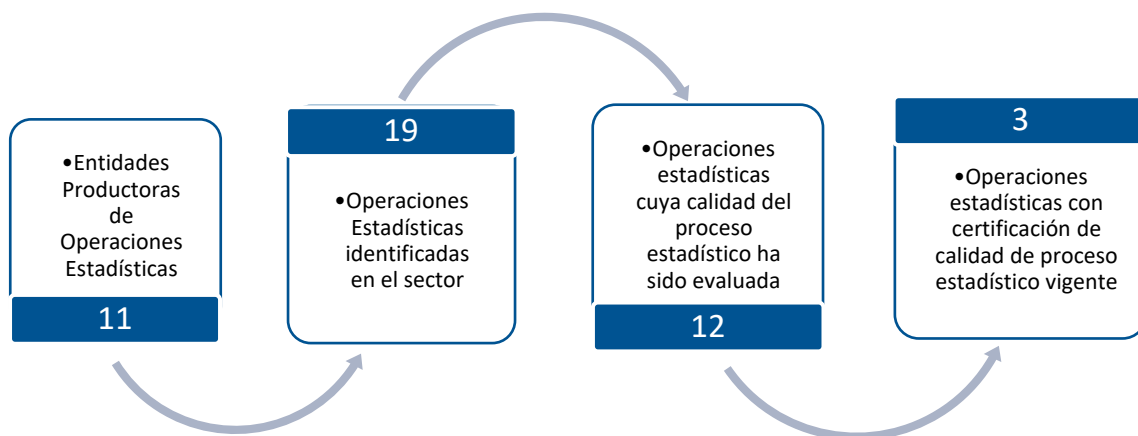 •Entidades
Productoras
de
Operaciones
Estadísticas
11
19
•Operaciones
Estadísticas
identificadas
en el sector
•Operaciones
estadísticas
cuya calidad del
proceso
estadístico ha
sido evaluada
12
3
•Operaciones
estadísticas con
certificación de
calidad de proceso
estadístico vigente